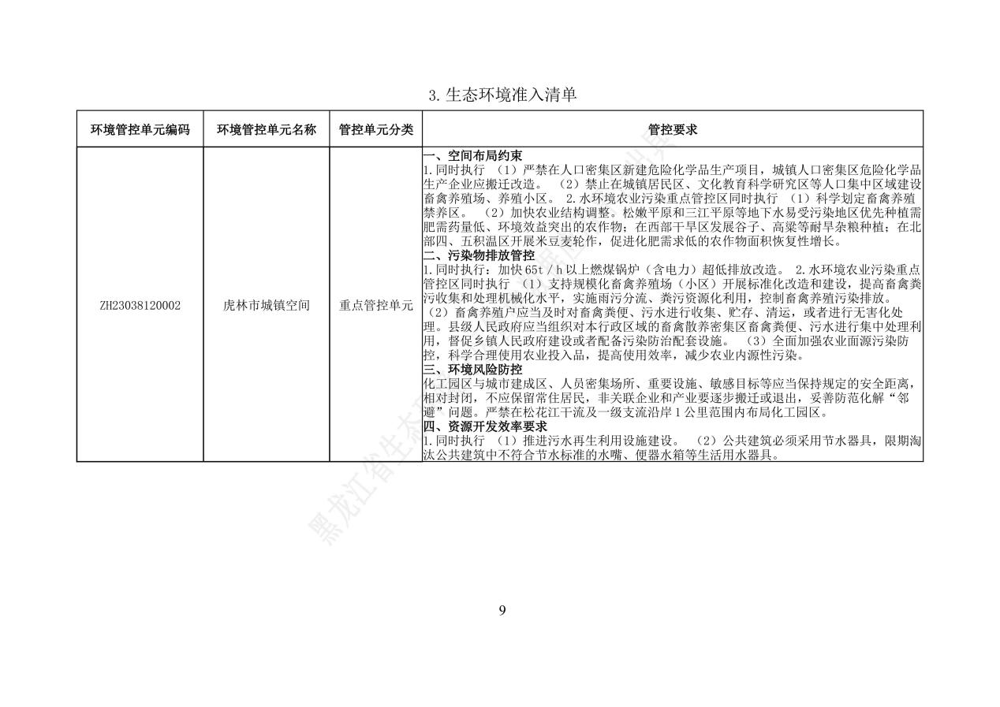 3.生态环境准入清单
环境管控单元编码 环境管控单元名称 管控单元分类 管控要求
ZH23038120002 虎林市城镇空间 重点管控单元
一、空间布局约束
1.同时执行 （1）严禁在人口密集区新建危险化学品生产项目，城镇人口密集区危险化学品
生产企业应搬迁改造。 （2）禁止在城镇居民区、文化教育科学研究区等人口集中区域建设
畜禽养殖场、养殖小区。 2.水环境农业污染重点管控区同时执行 （1）科学划定畜禽养殖
禁养区。 （2）加快农业结构调整。松嫩平原和三江平原等地下水易受污染地区优先种植需
肥需药量低、环境效益突出的农作物；在西部干旱区发展谷子、高粱等耐旱杂粮种植；在北
部四、五积温区开展米豆麦轮作，促进化肥需求低的农作物面积恢复性增长。
二、污染物排放管控
1.同时执行：加快65t/h以上燃煤锅炉（含电力）超低排放改造。 2.水环境农业污染重点
管控区同时执行 （1）支持规模化畜禽养殖场（小区）开展标准化改造和建设，提高畜禽粪
污收集和处理机械化水平，实施雨污分流、粪污资源化利用，控制畜禽养殖污染排放。
（2）畜禽养殖户应当及时对畜禽粪便、污水进行收集、贮存、清运，或者进行无害化处
理。县级人民政府应当组织对本行政区域的畜禽散养密集区畜禽粪便、污水进行集中处理利
用，督促乡镇人民政府建设或者配备污染防治配套设施。 （3）全面加强农业面源污染防
控，科学合理使用农业投入品，提高使用效率，减少农业内源性污染。
三、环境风险防控
化工园区与城市建成区、人员密集场所、重要设施、敏感目标等应当保持规定的安全距离，
相对封闭，不应保留常住居民，非关联企业和产业要逐步搬迁或退出，妥善防范化解“邻
避”问题。严禁在松花江干流及一级支流沿岸1公里范围内布局化工园区。
四、资源开发效率要求
1.同时执行 （1）推进污水再生利用设施建设。 （2）公共建筑必须采用节水器具，限期淘
汰公共建筑中不符合节水标准的水嘴、便器水箱等生活用水器具。
黑龙江省生态环
9